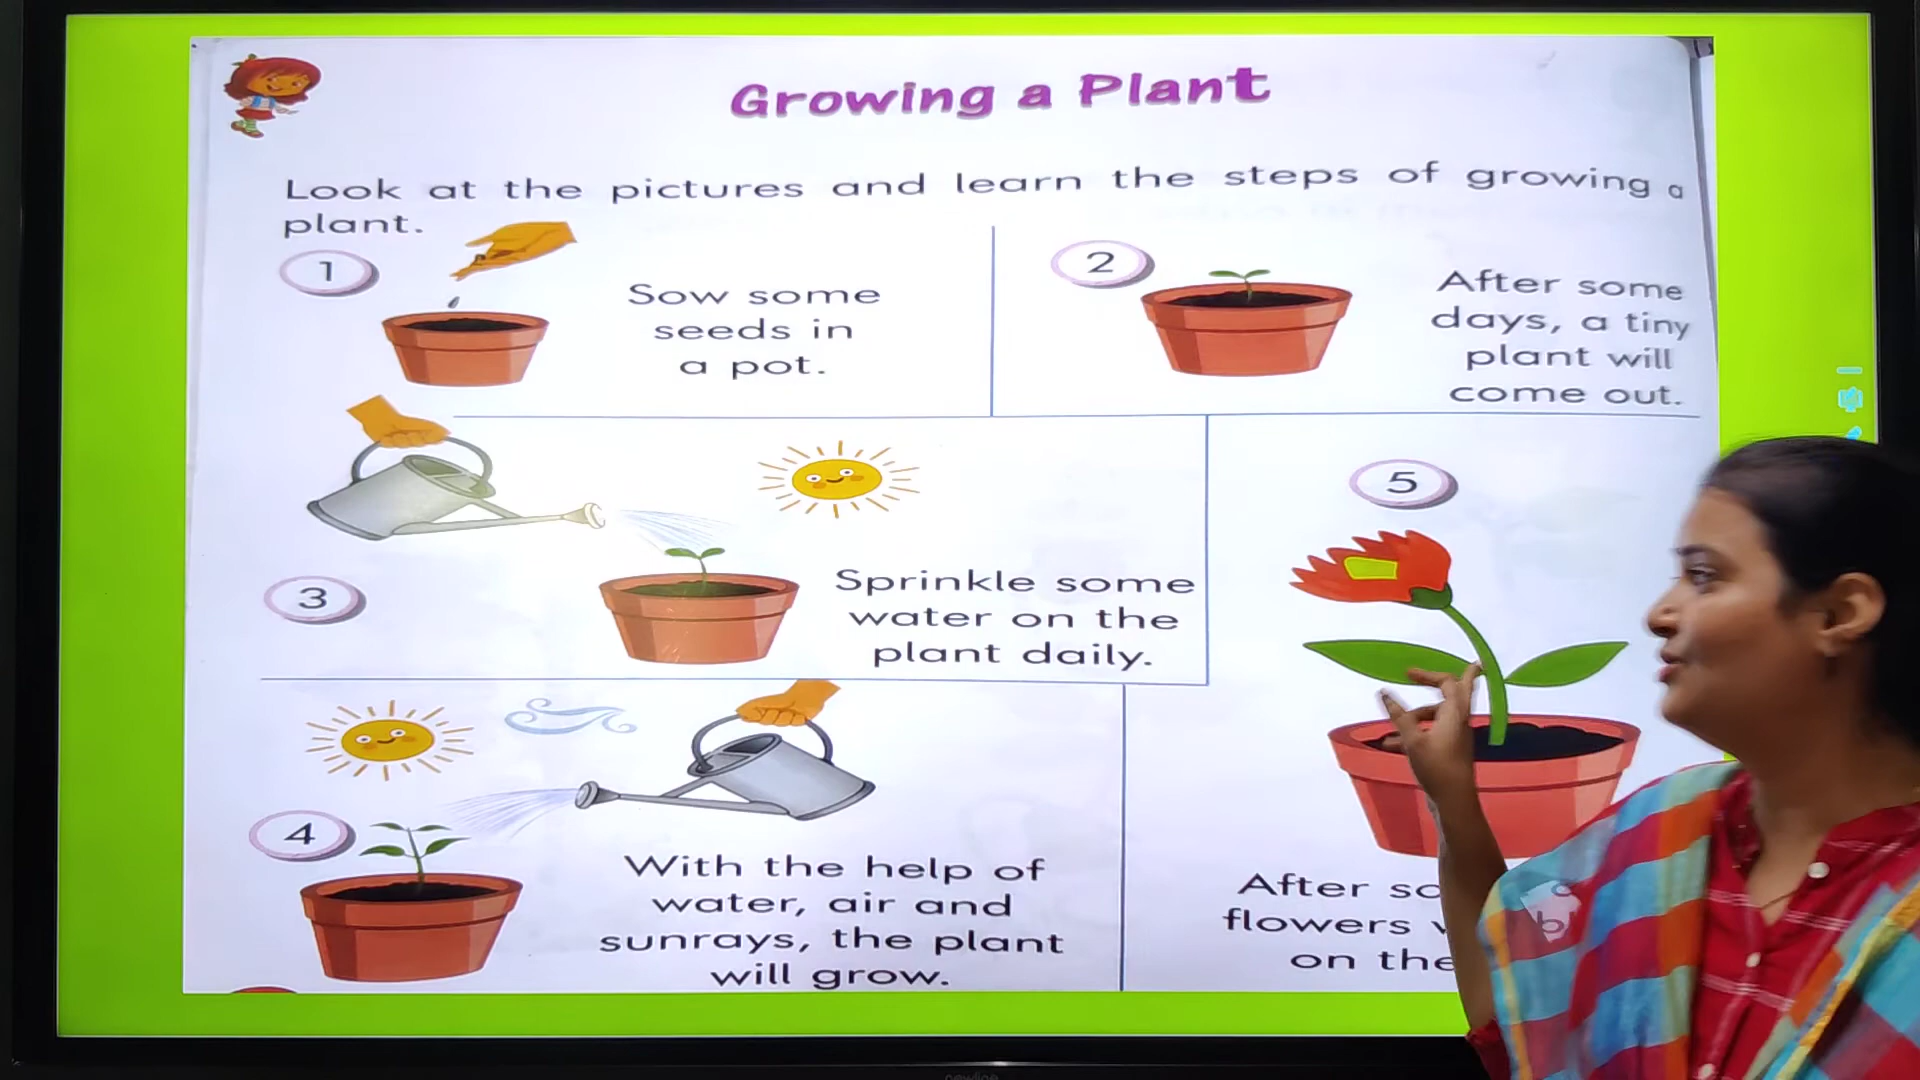 Growing a Plant
Look at the pictures and learn the steps of growing a
plant.
1
Sow some
seeds in
a pot.
2
After some
days, a tiny
plant will
come out.
3
Sprinkle some
water on the
plant daily.
4
With the help of
water, air and
sunrays, the plant
will grow.
5
After
flowers
on the
newline